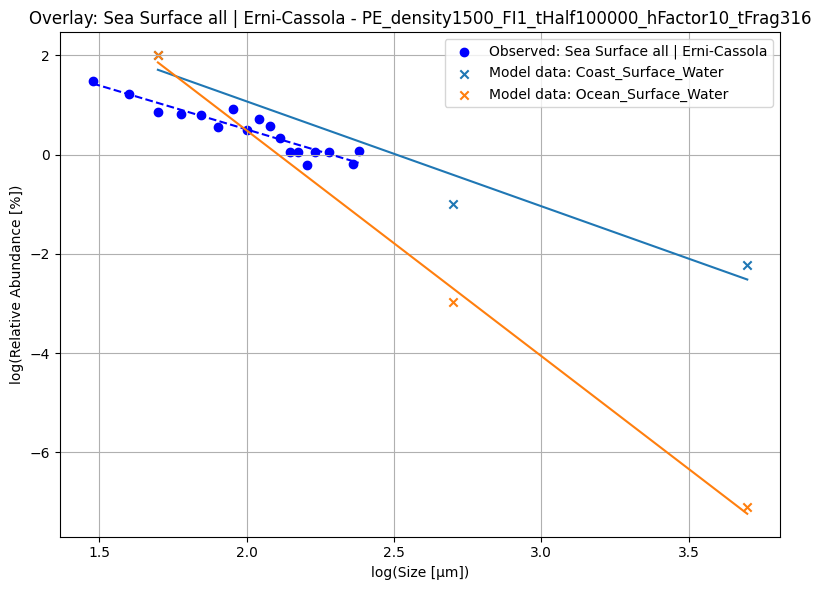 Overlay: Sea Surface all | Erni-Cassola - PE_density1500_FI1_tHalf100000_hFactor10_tFrag316
Observed: Sea Surface all | Erni-Cassola
Model data: Coast_Surface_Water
Model data: Ocean_Surface_Water
log(Relative Abundance [%])
2
0
−2
−4
−6
1.5
2.0
2.5
3.0
3.5
log(Size [µm])